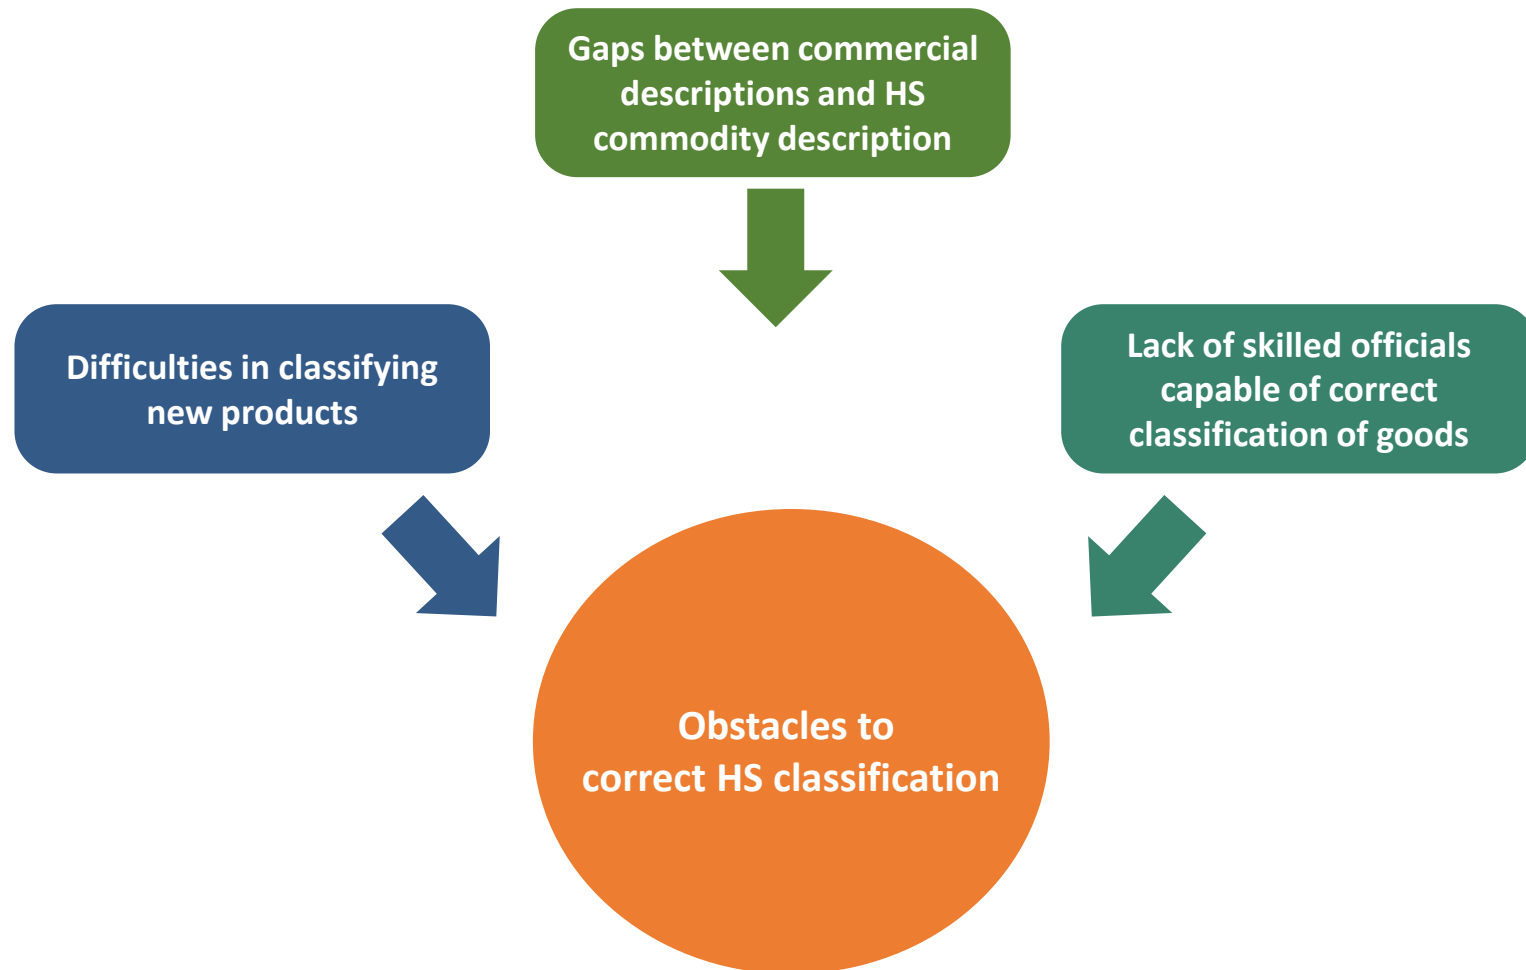 Gaps between commercial
descriptions and HS
commodity description
Difficulties in classifying
new products
Lack of skilled officials
capable of correct
classification of goods
Obstacles to
correct HS classification